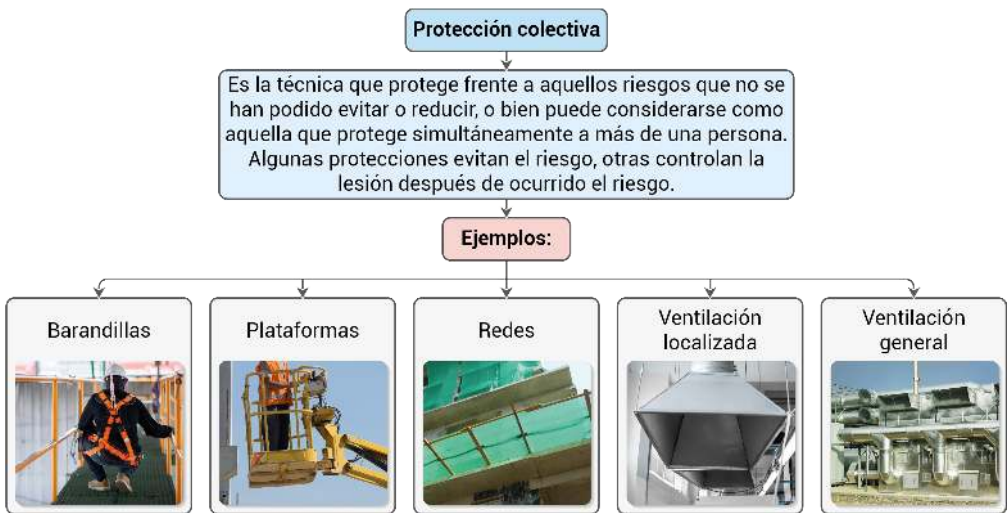 Protección colectiva
Es la técnica que protege frente a aquellos riesgos que no se
han podido evitar o reducir, o bien puede considerarse como
aquella que protege simultáneamente a más de una persona.
Algunas protecciones evitan el riesgo, otras controlan la
lesión después de ocurrido el riesgo.
Ejemplos:
Barandillas
Plataformas
Redes
Ventilación
localizada
Ventilación
general